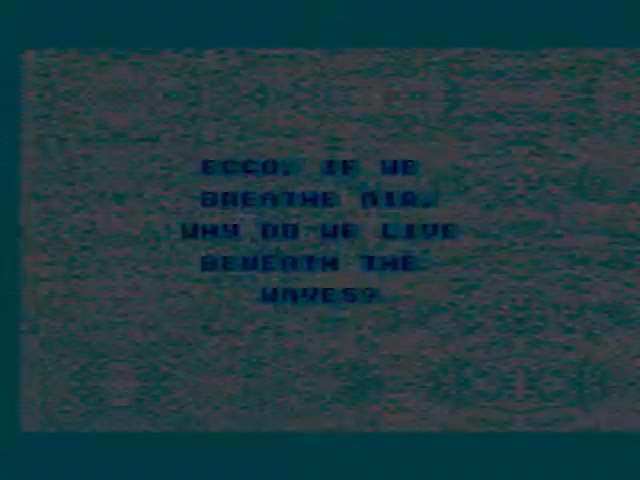 ECCO, IF WE
BREATHE AIR,
WHY DO WE LIVE
BENEATH THE
WAVES?